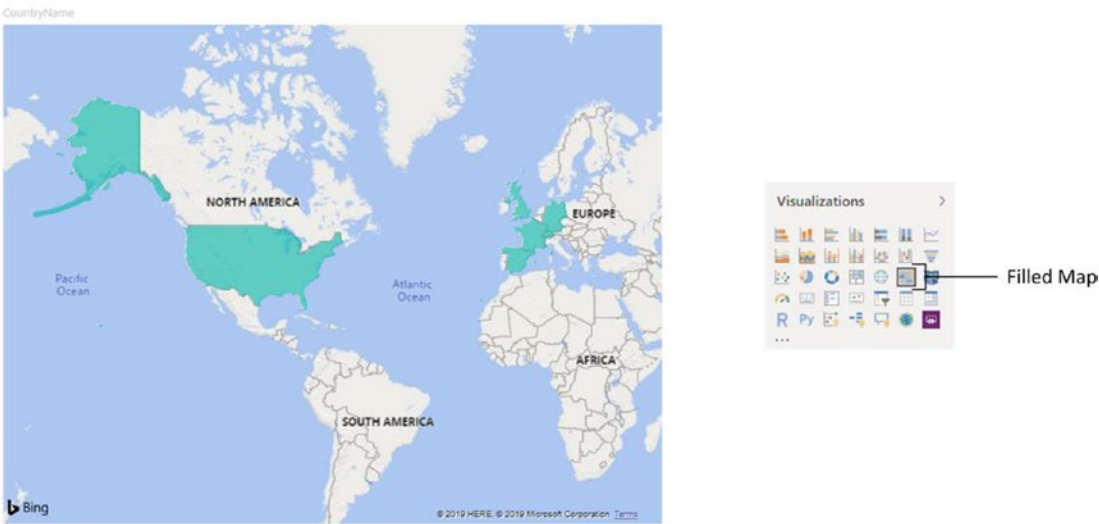 CountryName
NORTH AMERICA
EUROPE
Pacific
Ocean
Atlantic
Ocean
AFRICA
SOUTH AMERICA
Bing
© 2019 HERE, © 2019 Microsoft Corporation Terms
Visualizations
Filled Map
R Py
...